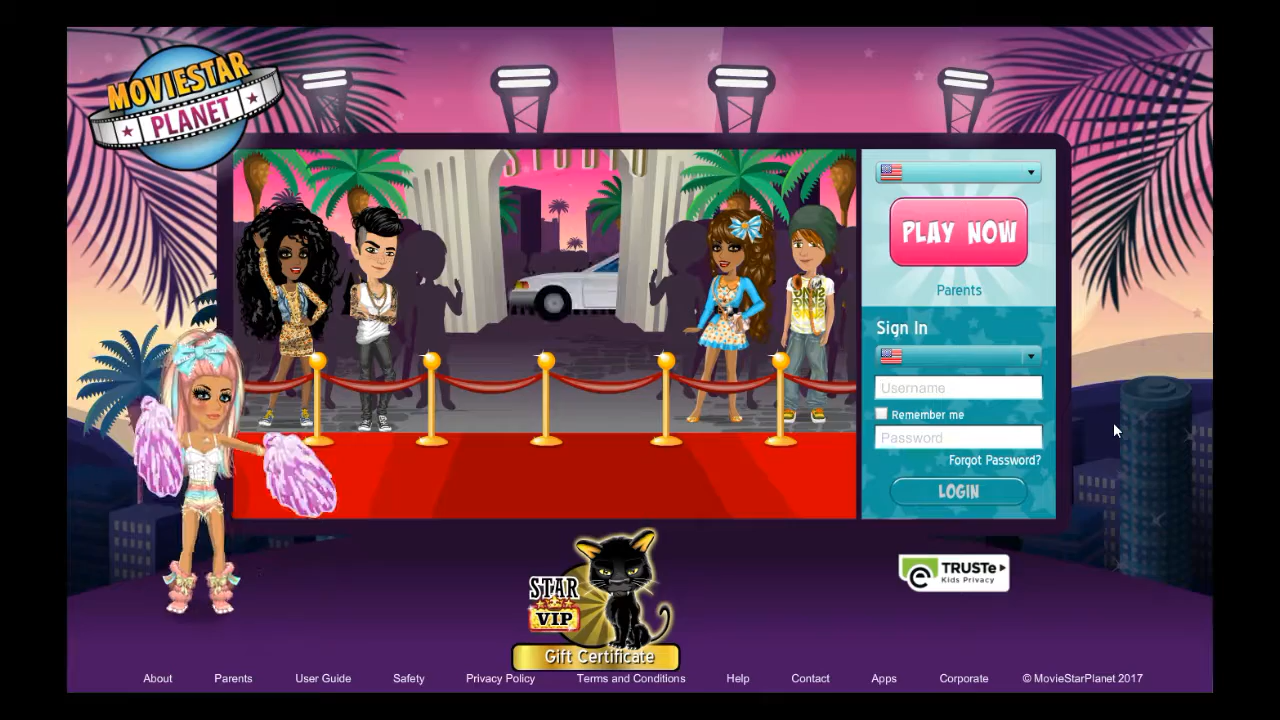 MOVIESTAR
PLANET
STUDIO
PLAY NOW
Parents
Sign In
Username
Remember me
Password
Forgot Password?
LOGIN
STAR
VIP
Gift Certificate
TRUSTe
Kids Privacy
About Parents User Guide Safety Privacy Policy Terms and Conditions Help Contact Apps Corporate © MovieStarPlanet 2017